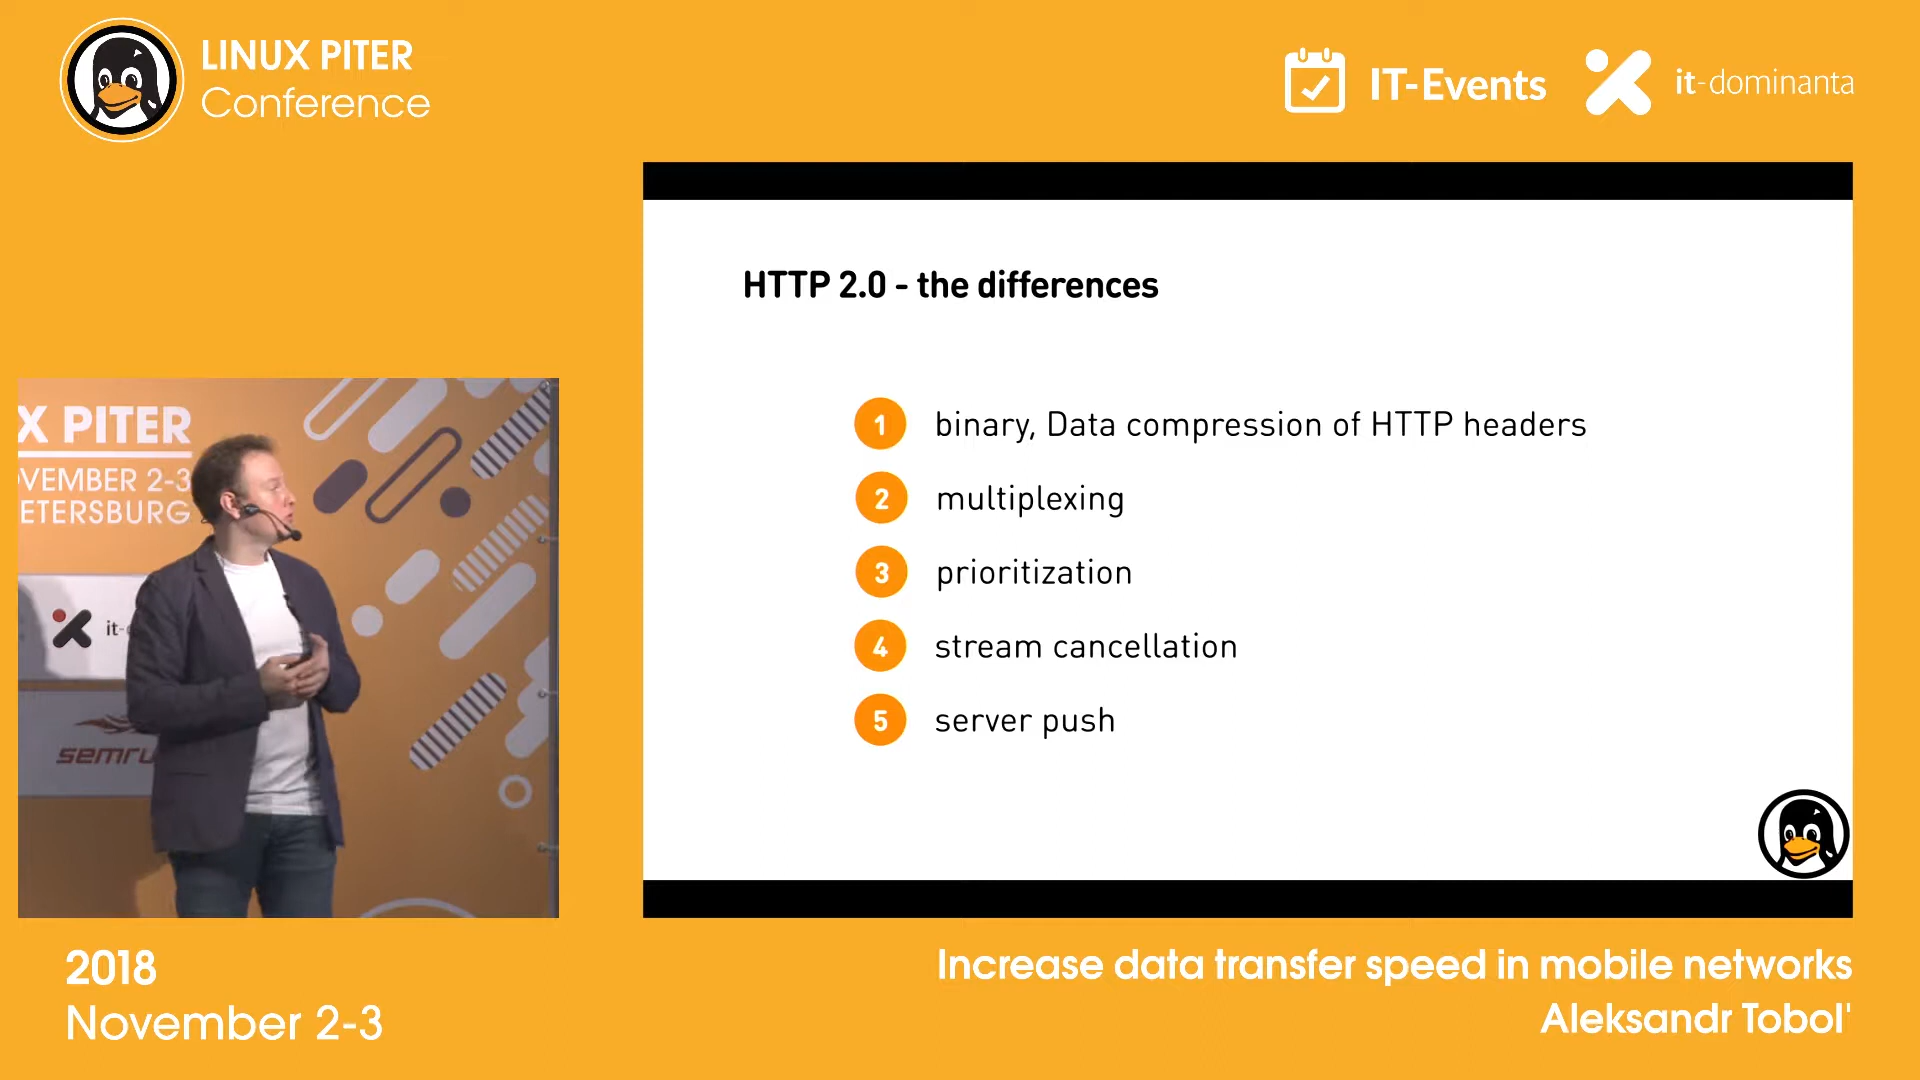 LINUX PITER
Conference
IT-Events
it-dominanta
HTTP 2.0 - the differences
1 binary, Data compression of HTTP headers
2 multiplexing
3 prioritization
4 stream cancellation
5 server push
X PITER
VEMBER 2-3
ETERSBURG
it-
semru
2018
November 2-3
Increase data transfer speed in mobile networks
Aleksandr Tobol'